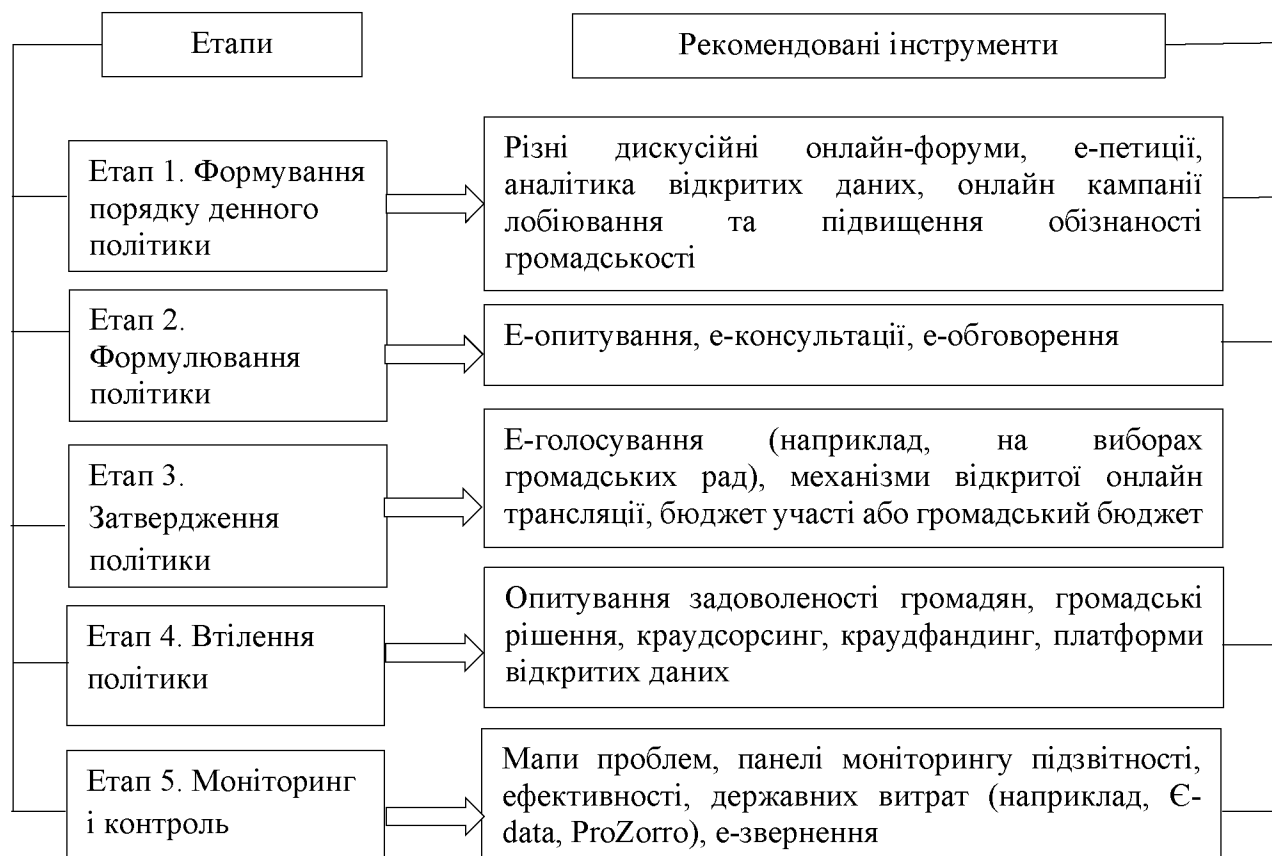 Етапи
Рекомендовані інструменти
Етап 1. Формування
порядку денного
політики
Різні дискусійні онлайн-форуми, е-петиції,
аналітика відкритих даних, онлайн кампанії
лобіювання та підвищення обізнаності
громадськості
Етап 2.
Формулювання
політики
Е-опитування, е-консультації, е-обговорення
Етап 3.
Затвердження
політики
Е-голосування (наприклад, на виборах
громадських рад), механізми відкритої онлайн
трансляції, бюджет участі або громадський бюджет
Етап 4. Втілення
політики
Опитування задоволеності громадян, громадські
рішення, краудсорсинг, краудфандинг, платформи
відкритих даних
Етап 5. Моніторинг
і контроль
Мапи проблем, панелі моніторингу підзвітності,
ефективності, державних витрат (наприклад, Є-
data, ProZorro), е-звернення